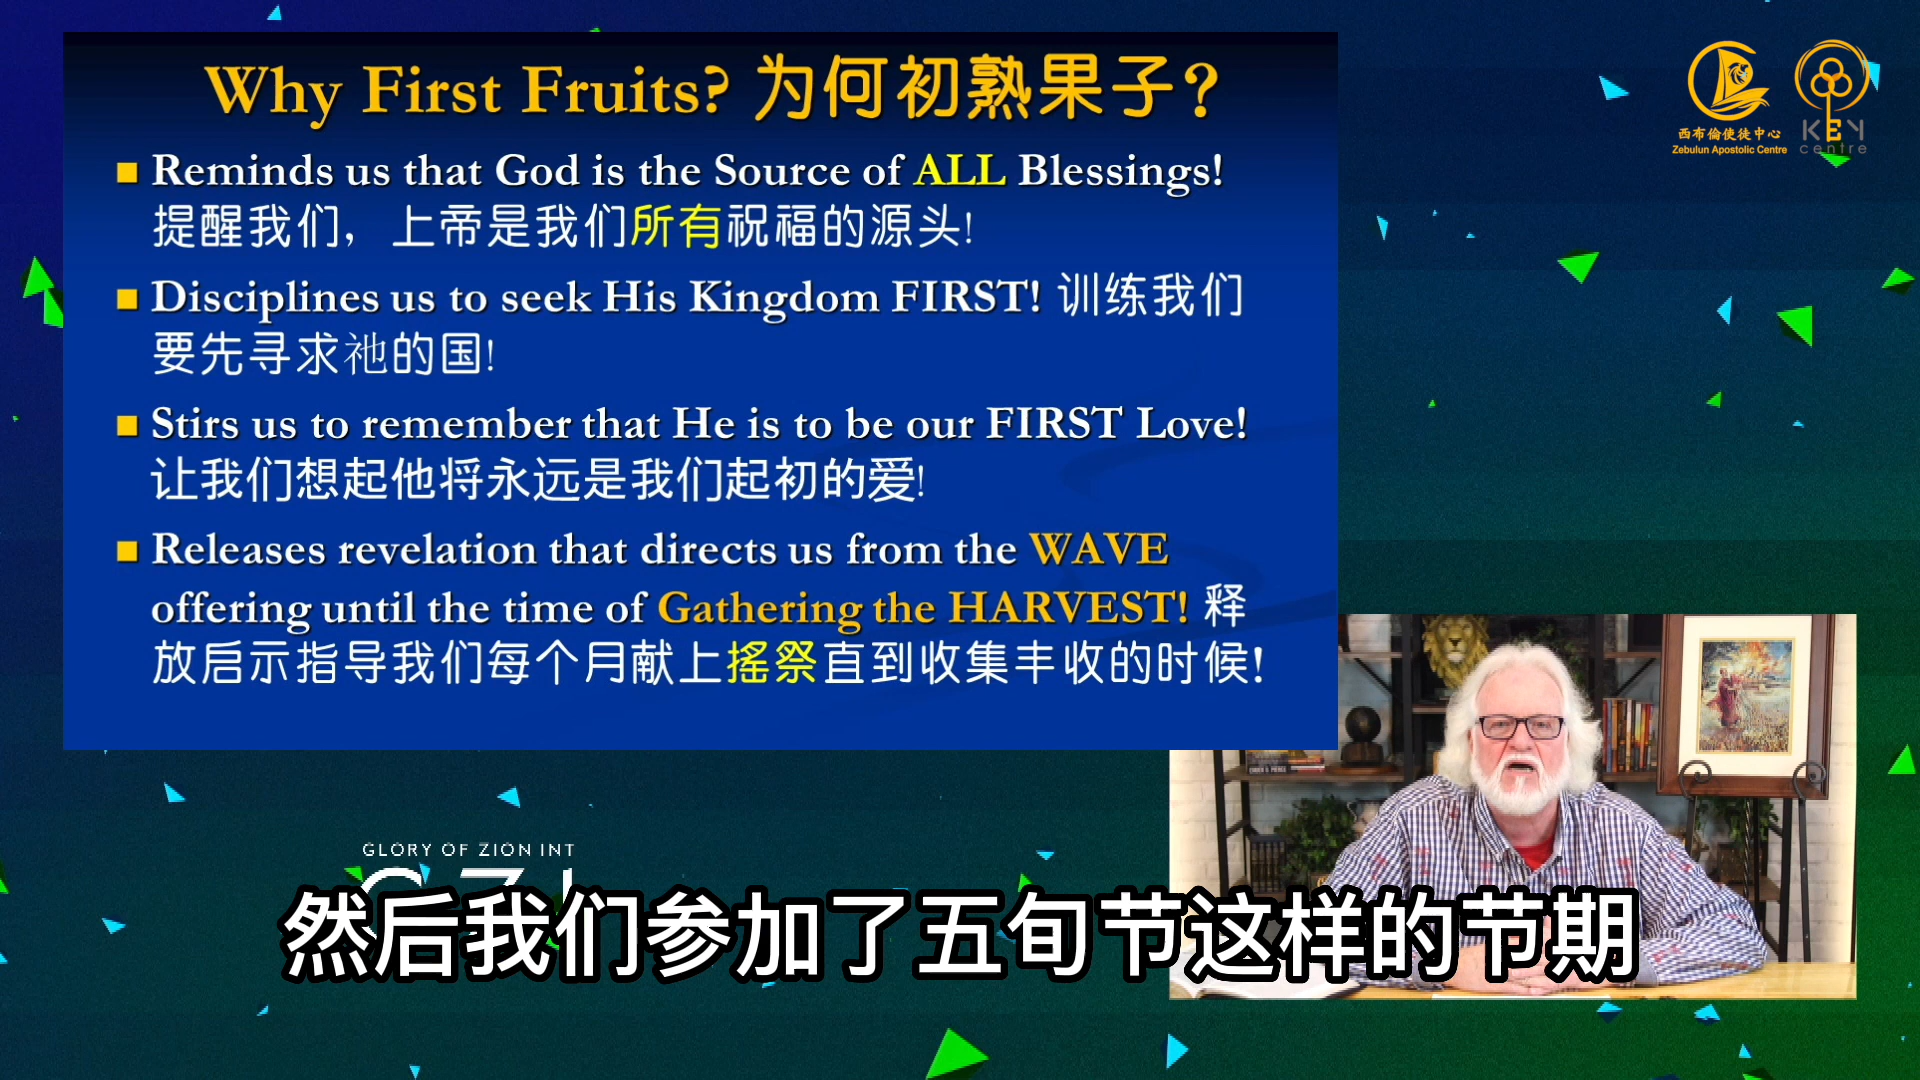 Why First Fruits? 为何初熟果子?
Reminds us that God is the Source of ALL Blessings!
提醒我们，上帝是我们所有祝福的源头!
Disciplines us to seek His Kingdom FIRST! 训练我们
要先寻求祂的国!
Stirs us to remember that He is to be our FIRST Love!
让我们想起他将永远是我们起初的爱!
Releases revelation that directs us from the WAVE
offering until the time of Gathering the HARVEST! 释
放启示指导我们每个月献上搖祭直到收集丰收的时候!
西布倫使徒中心
Zebulun Apostolic Centre
KEY
centre
GLORY OF ZION INT
然后我们参加了五旬节这样的节期